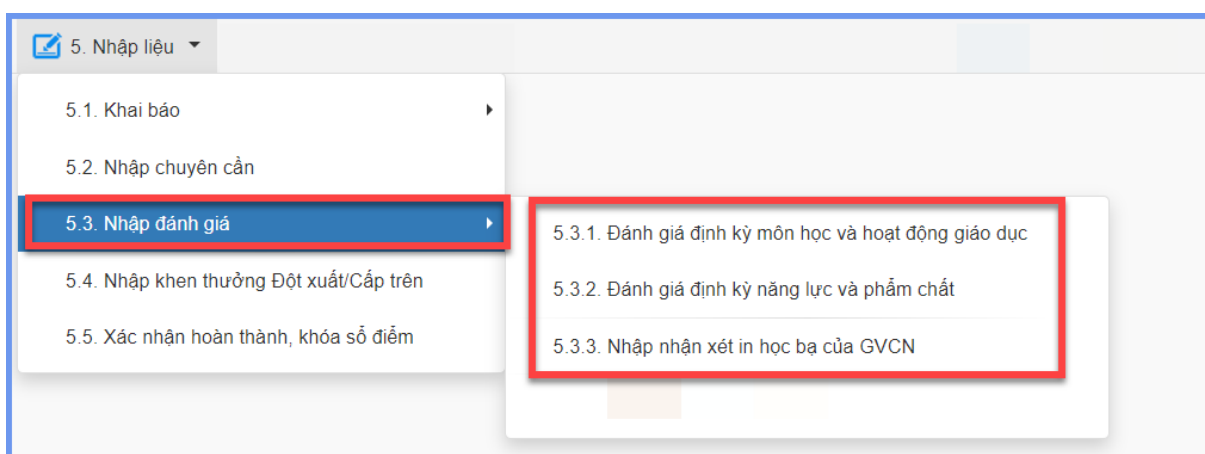 5. Nhập liệu
5.1. Khai báo
5.2. Nhập chuyên cần
5.3. Nhập đánh giá
5.4. Nhập khen thưởng Đột xuất/Cấp trên
5.5. Xác nhận hoàn thành, khóa sổ điểm
5.3.1. Đánh giá định kỳ môn học và hoạt động giáo dục
5.3.2. Đánh giá định kỳ năng lực và phẩm chất
5.3.3. Nhập nhận xét in học bạ của GVCN